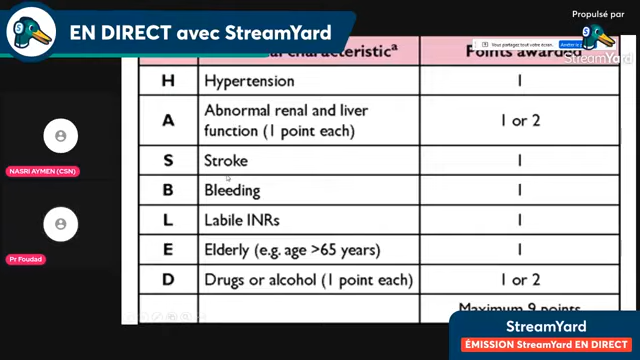 EN DIRECT avec StreamYard
Propulsé par
StreamYard
characteristicᵃ
Points awarded
H Hypertension 1
A Abnormal renal and liver
function (1 point each) 1 or 2
S Stroke 1
B Bleeding 1
L Labile INRs 1
E Elderly (e.g. age >65 years) 1
D Drugs or alcohol (1 point each) 1 or 2
Maximum 9 points
NASRI AYMEN (CSN)
Pr Foudad
StreamYard
ÉMISSION StreamYard EN DIRECT